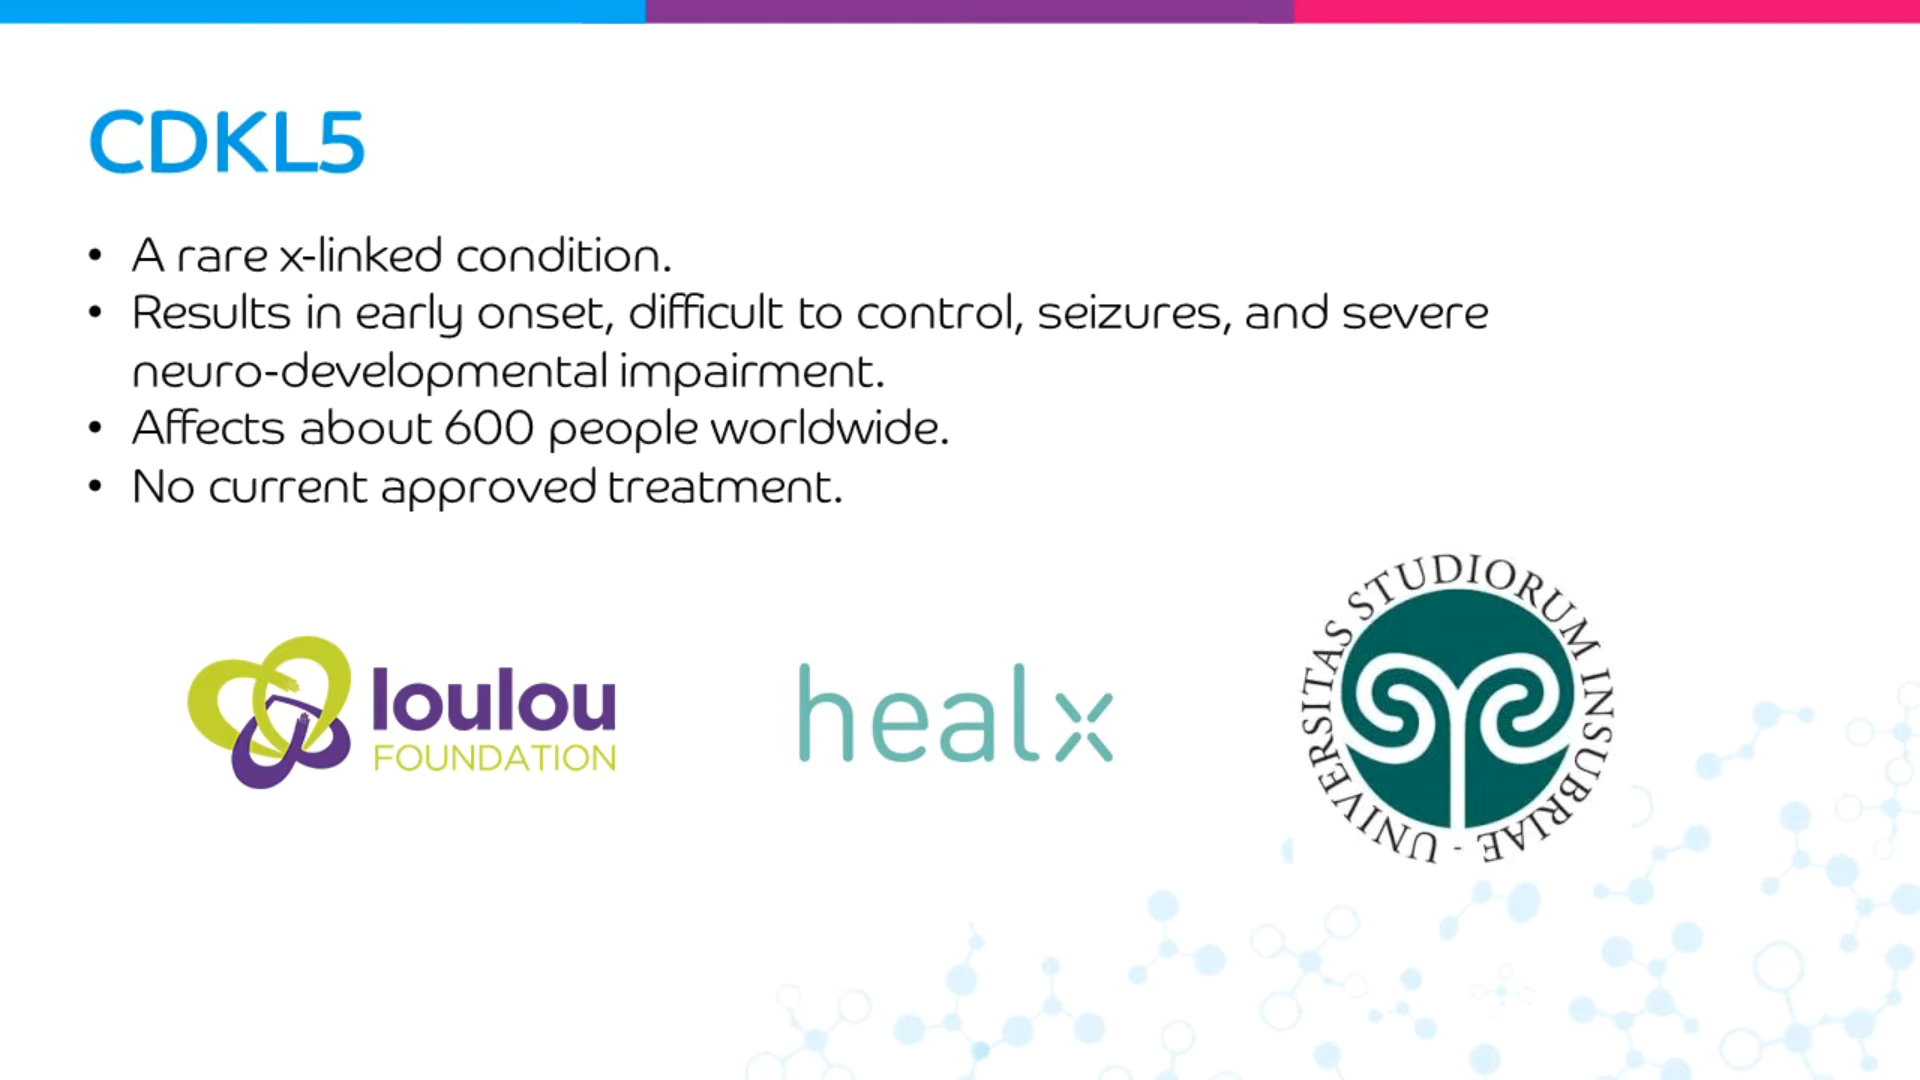 CDKL5
• A rare x-linked condition.
• Results in early onset, difficult to control, seizures, and severe
neuro-developmental impairment.
• Affects about 600 people worldwide.
• No current approved treatment.
loulou
FOUNDATION
healx
UNIVERSITAS STUDIORUM INSUBRIAE -